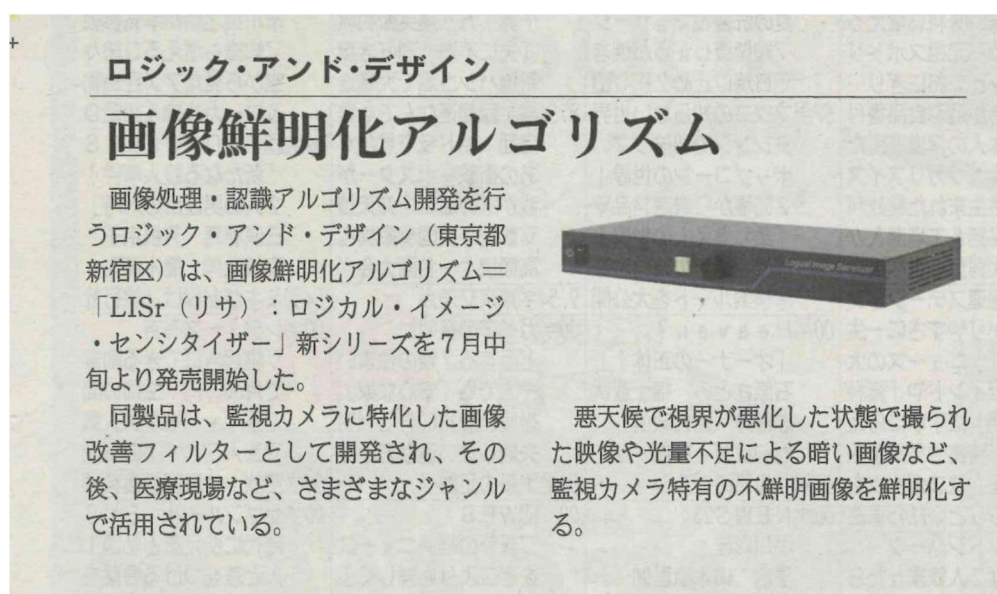 ロジック・アンド・デザイン
画像鮮明化アルゴリズム
画像処理・認識アルゴリズム開発を行
うロジック・アンド・デザイン（東京都
新宿区）は、画像鮮明化アルゴリズム＝
「LISr（リサ）：ロジカル・イメージ
・センシタイザー」新シリーズを７月中
旬より発売開始した。
同製品は、監視カメラに特化した画像
改善フィルターとして開発され、その
後、医療現場など、さまざまなジャンル
で活用されている。
Logical Image Sensitizer
悪天候で視界が悪化した状態で撮られ
た映像や光量不足による暗い画像など、
監視カメラ特有の不鮮明画像を鮮明化す
る。